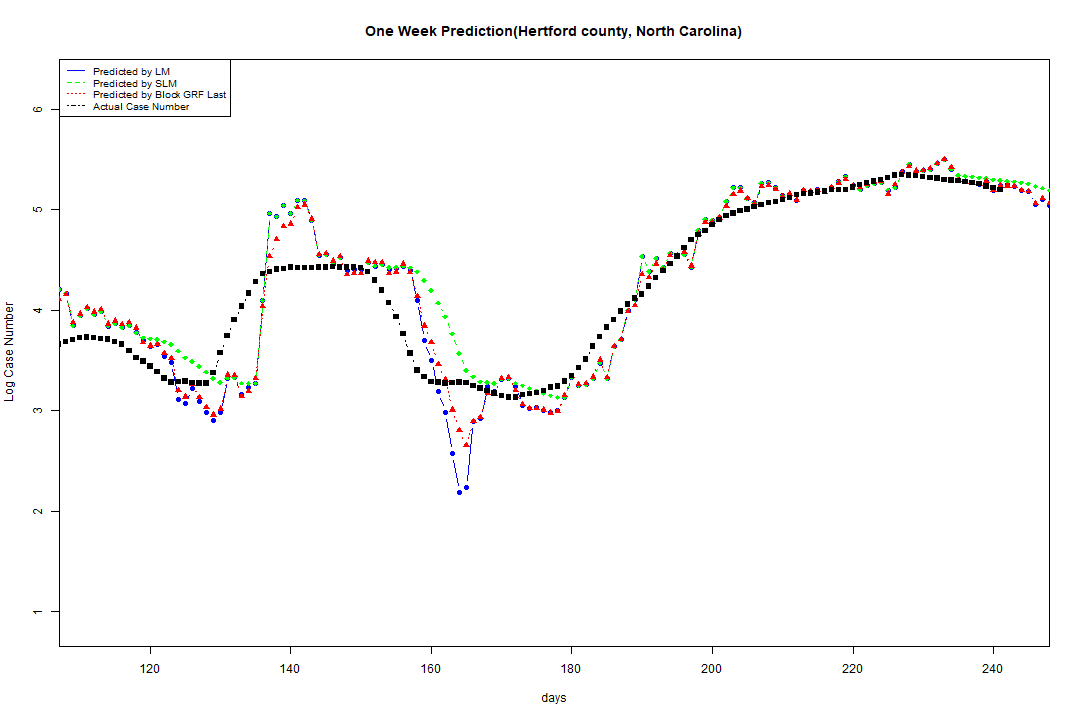 One Week Prediction(Hertford county, North Carolina)
Predicted by LM
Predicted by SLM
Predicted by Block GRF Last
Actual Case Number
Log Case Number
6
5
4
3
2
1
120 140 160 180 200 220 240
days